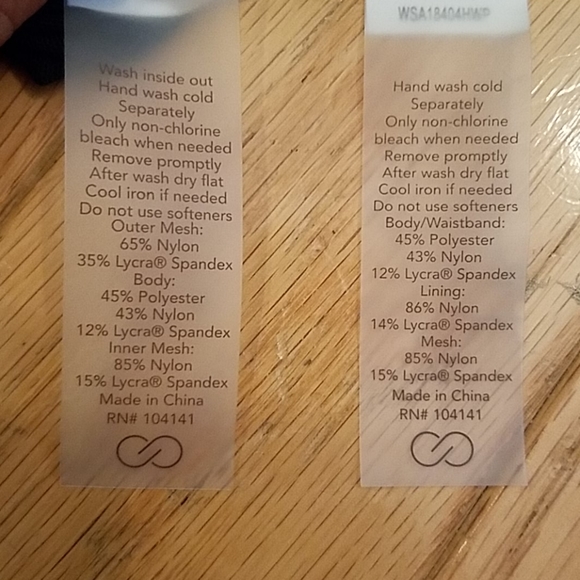 Wash inside out
Hand wash cold
Separately
Only non-chlorine
bleach when needed
Remove promptly
After wash dry flat
Cool iron if needed
Do not use softeners
Outer Mesh:
65% Nylon
35% Lycra® Spandex
Body:
45% Polyester
43% Nylon
12% Lycra® Spandex
Inner Mesh:
85% Nylon
15% Lycra® Spandex
Made in China
RN# 104141
WSA18404HWP
Hand wash cold
Separately
Only non-chlorine
bleach when needed
Remove promptly
After wash dry flat
Cool iron if needed
Do not use softeners
Body/Waistband:
45% Polyester
43% Nylon
12% Lycra® Spandex
Lining:
86% Nylon
14% Lycra® Spandex
Mesh:
85% Nylon
15% Lycra® Spandex
Made in China
RN# 104141